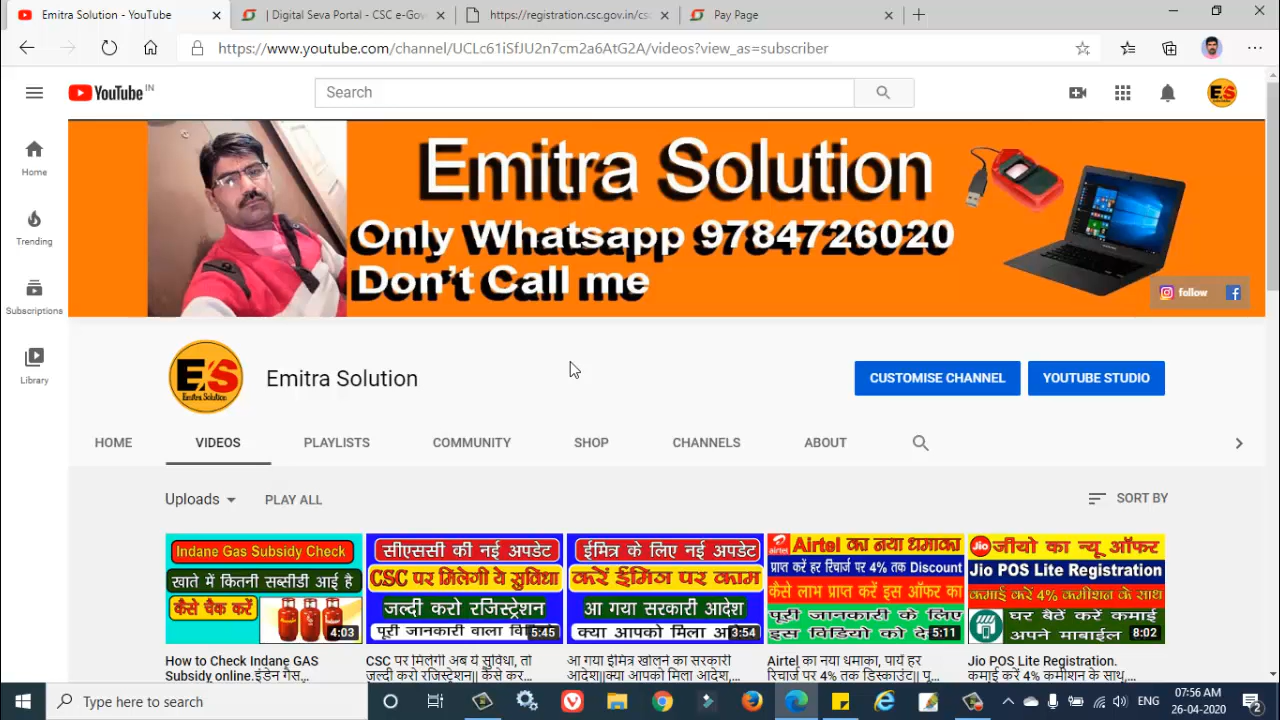 Emitra Solution - YouTube
| Digital Seva Portal - CSC e-Gov
https://registration.csc.gov.in/csc
Pay Page
https://www.youtube.com/channel/UCLc61iSfJU2n7cm2a6AtG2A/videos?view_as=subscriber
YouTube IN
Search
E/S
Emitra Solution
Only Whatsapp 9784726020
Don't Call me
follow
Home
Trending
Subscriptions
Library
E/S
Emitra Solution
Emitra Solution
CUSTOMISE CHANNEL
YOUTUBE STUDIO
HOME VIDEOS PLAYLISTS COMMUNITY SHOP CHANNELS ABOUT
Uploads
PLAY ALL
SORT BY
Indane Gas Subsidy Check
खाते में कितनी सब्सीडी आई है
कैसे चैक करें
4:03
How to Check Indane GAS
Subsidy online.इंडेन गैस,
सीएससी की नई अपडेट
CSC पर मिलेगी ये सुविधा
जल्दी करो रजिस्ट्रेशन
पूरी जानकारी वाला
5:45
CSC पर मिलेगी अब ये सुविधा, तो
जल्दी करो रजिस्ट्रेशन|| कैसे करें
ईमित्र के लिए नई अपडेट
करें ईमित्र पर काम
आ गया सरकारी आदेश
क्या आपको मिला
3:54
आ गया ईमित्र खोलने का सरकारी
आदेश||क्या आपको मिला
airtel
Airtel का नया धमाका
प्राप्त करें हर रिचार्ज पर 4% तक Discount
कैसे लाभ प्राप्त करें इस ऑफर का
पूरी जानकारी के लिए
इस विडियो को
5:11
Airtel का नया धमाका, पायें हर
रिचार्ज पर 4% तक डिस्काउंट||
Jio जीयो का न्यू ऑफर
Jio POS Lite Registration
कमाई करें 4% कमीशन के साथ
घर बैठें करें कमाई
अपने मोबाईल
8:02
Jio POS Lite Registration.
कमाई करें 4% कमीशन के साथ,
Type here to search
ENG
07:56 AM
26-04-2020
2